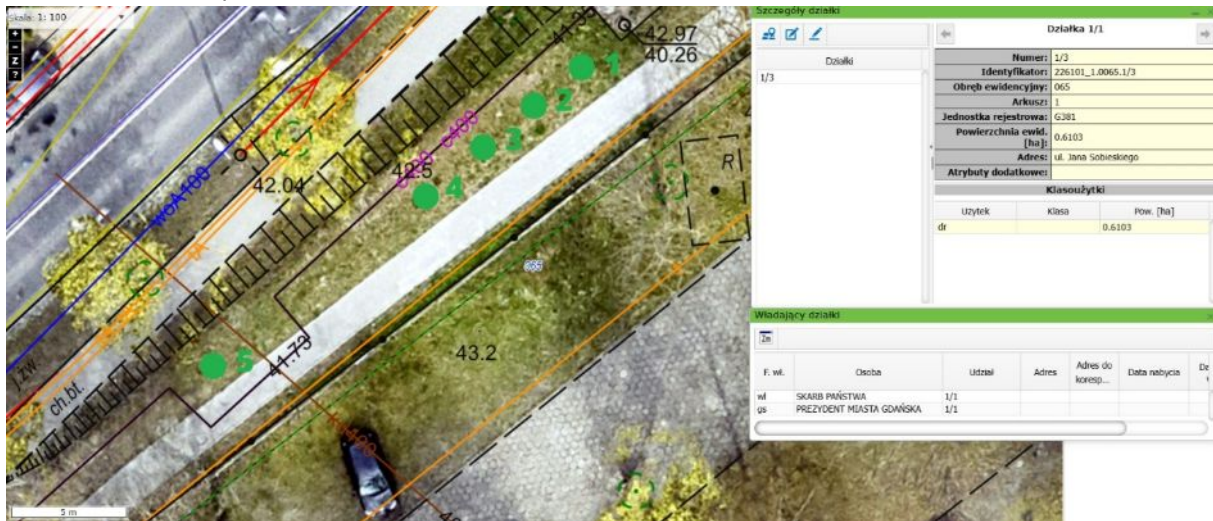 Skala: 1: 100
+
-
Z
?
42.97
40.26
1
2
3
4
5
42.5
42.04
woA100
R
065
43.2
41.73
j.zw
ch.bt.
5 m
Szczegóły działki
Działki
1/3
Działka 1/1
Numer: 1/3
Identyfikator: 226101_1.0065.1/3
Obręb ewidencyjny: 065
Arkusz: 1
Jednostka rejestrowa: G381
Powierzchnia ewid. [ha]: 0.6103
Adres: ul. Jana Sobieskiego
Atrybuty dodatkowe:
Klasoużytki
Użytek Klasa Pow. [ha]
dr 0.6103
Władający działki
Zm
F. wł. Osoba Udział Adres Adres do koresp... Data nabycia
wł SKARB PAŃSTWA 1/1
gs PREZYDENT MIASTA GDAŃSKA 1/1